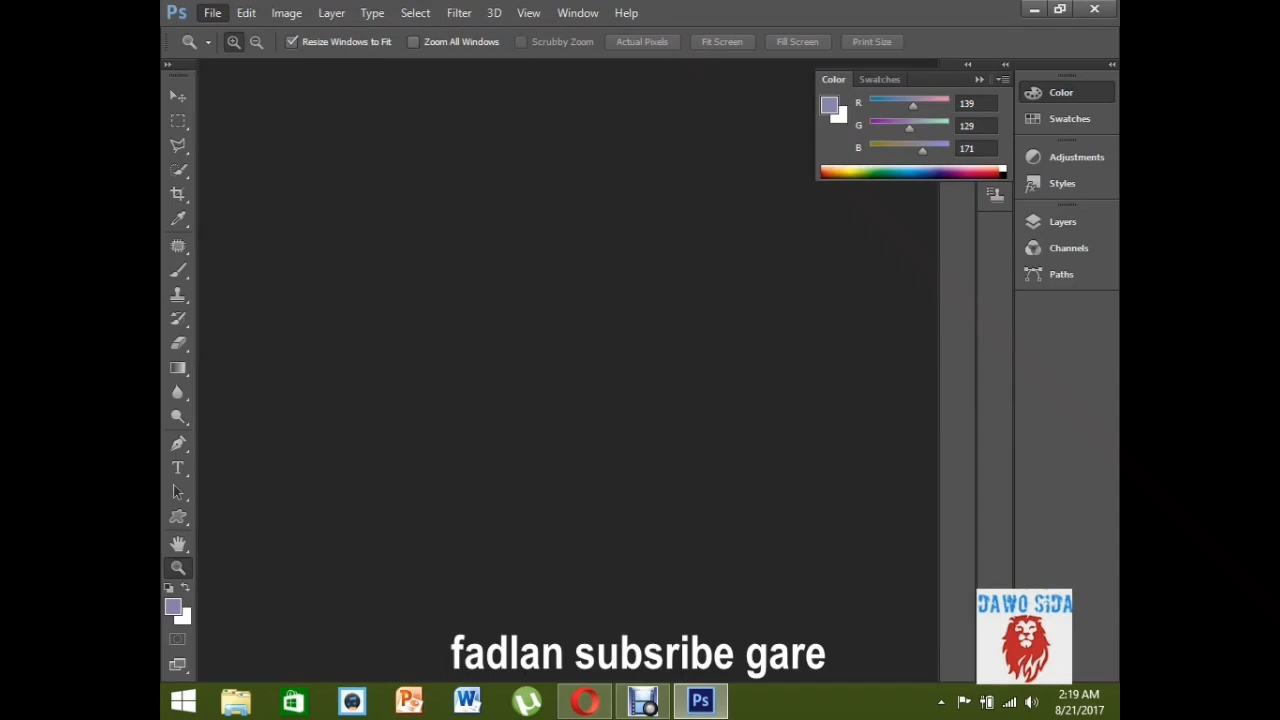 Ps File Edit Image Layer Type Select Filter 3D View Window Help
Resize Windows to Fit Zoom All Windows Scrubby Zoom Actual Pixels Fit Screen Fill Screen Print Size
Color Swatches
R 139
G 129
B 171
Color
Swatches
Adjustments
Styles
Layers
Channels
Paths
T
DAWO SIDA
fadlan subsribe gare
Ps
2:19 AM
8/21/2017